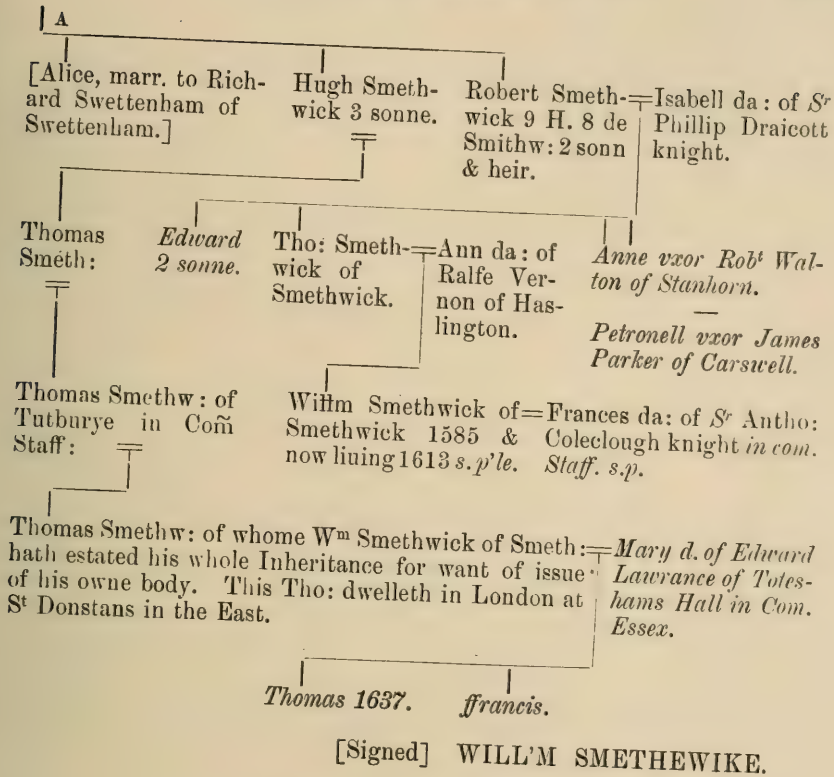 A
[Alice, marr. to Rich-
ard Swettenham of
Swettenham.]
Hugh Smeth-
wick 3 sonne.
Robert Smeth-
wick 9 H. 8 de
Smithw: 2 sonn
& heir.
Isabell da: of Sr
Phillip Draicott
knight.
Thomas
Smeth:
Edward
2 sonne.
Tho: Smeth-
wick of
Smethwick.
Ann da: of
Ralfe Ver-
non of Has-
lington.
Anne vxor Robt Wal-
ton of Stanhorn.
Petronell vxor James
Parker of Carswell.
Thomas Smethw: of
Tutburye in Com̃
Staff:
Willm Smethwick of
Smethwick 1585 &
now liuing 1613 s.p'le.
Frances da: of Sr Antho:
Coleclough knight in com.
Staff. s.p.
Thomas Smethw: of whome Wm Smethwick of Smeth:
hath estated his whole Inheritance for want of issue
of his owne body. This Tho: dwelleth in London at
St Donstans in the East.
Mary d. of Edward
Lawrance of Totes-
hams Hall in Com.
Essex.
Thomas 1637.
ffrancis.
[Signed] WILL'M SMETHEWIKE.